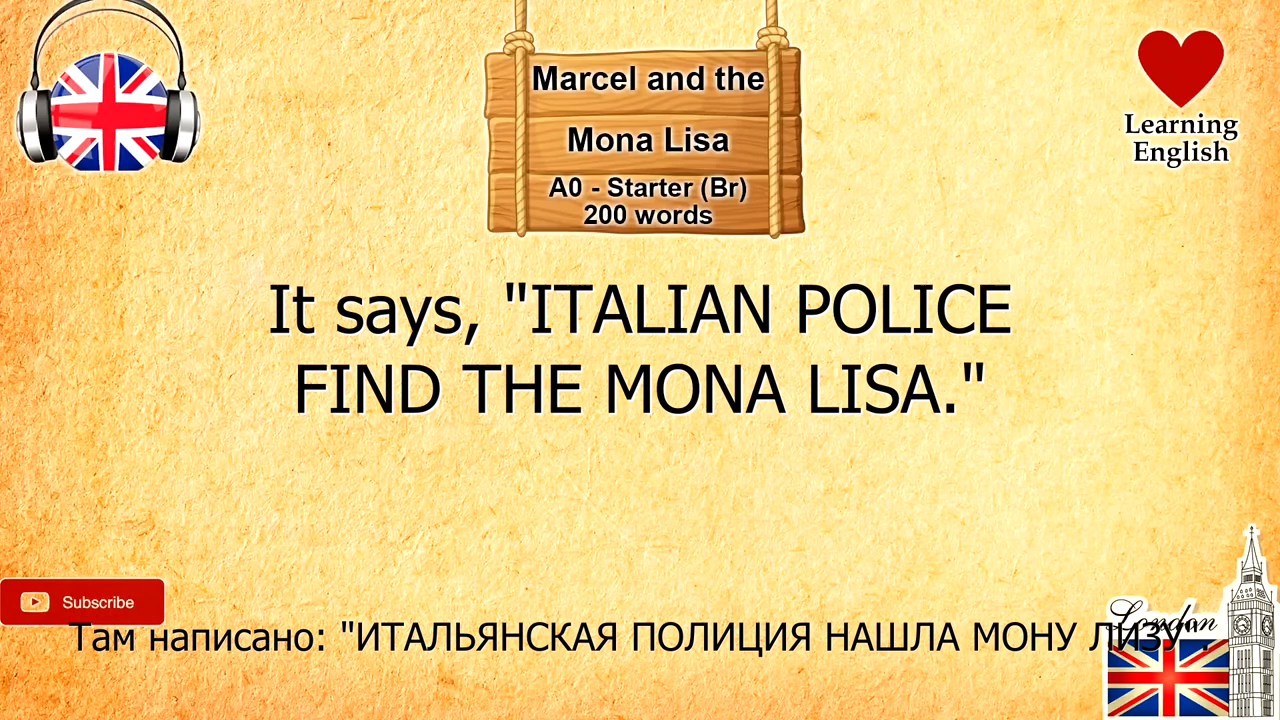 Marcel and the
Mona Lisa
A0 - Starter (Br)
200 words
Learning
English
It says, "ITALIAN POLICE
FIND THE MONA LISA."
Subscribe
Там написано: "ИТАЛЬЯНСКАЯ ПОЛИЦИЯ НАШЛА МОНУ ЛИЗУ".
London